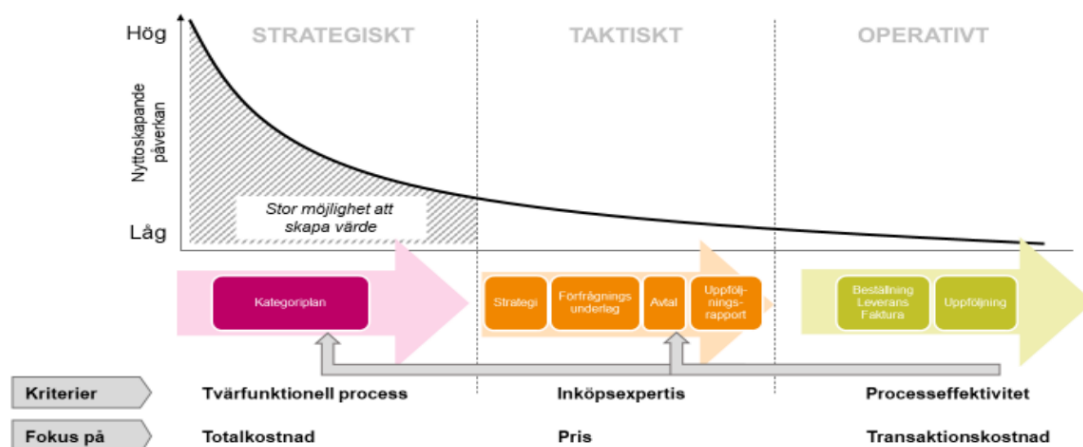 Hög
STRATEGISKT
TAKTISKT
OPERATIVT
Nyttoskapande
påverkan
Stor möjlighet att
skapa värde
Låg
Kategoriplan
Strategi
Förfrågnings
underlag
Avtal
Uppfölj-
nings-
rapport
Beställning
Leverans
Faktura
Uppföljning
Kriterier
Tvärfunktionell process
Inköpsexpertis
Processeffektivitet
Fokus på
Totalkostnad
Pris
Transaktionskostnad